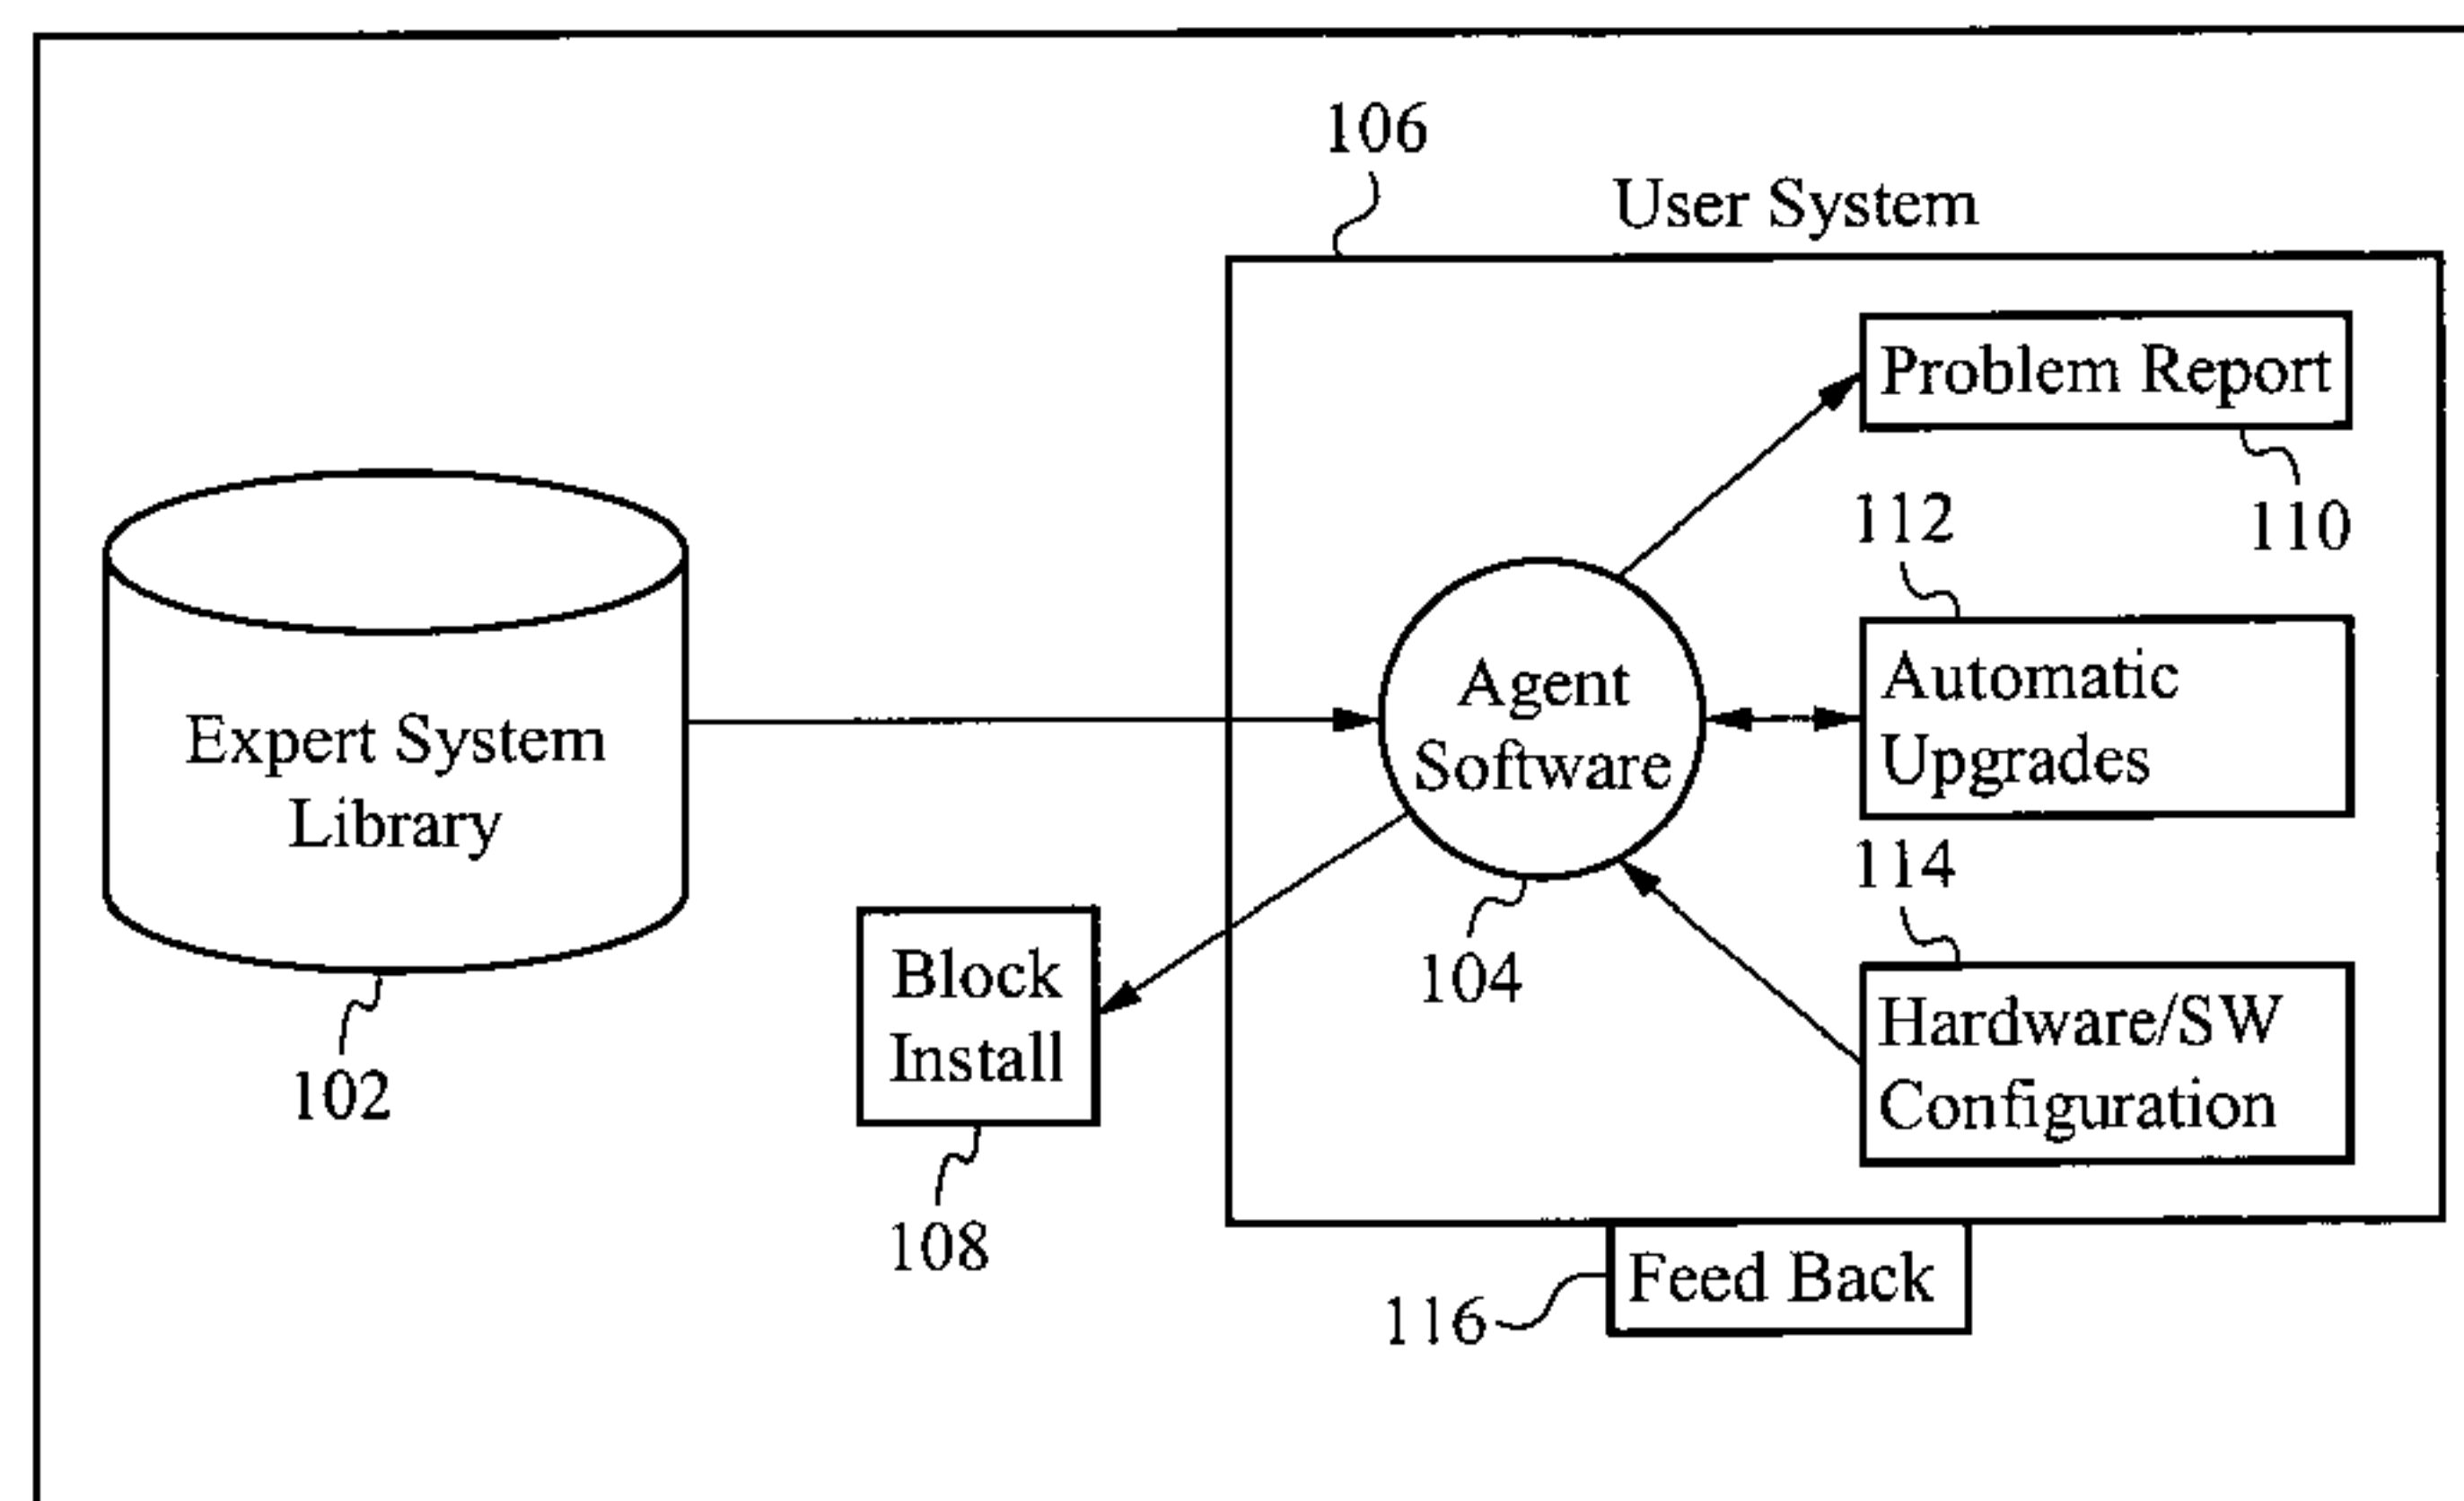 106
User System
Problem Report
110
112
Expert System
Library
Agent
Software
Automatic
Upgrades
114
104
Block
Install
Hardware/SW
Configuration
102
108
Feed Back
116